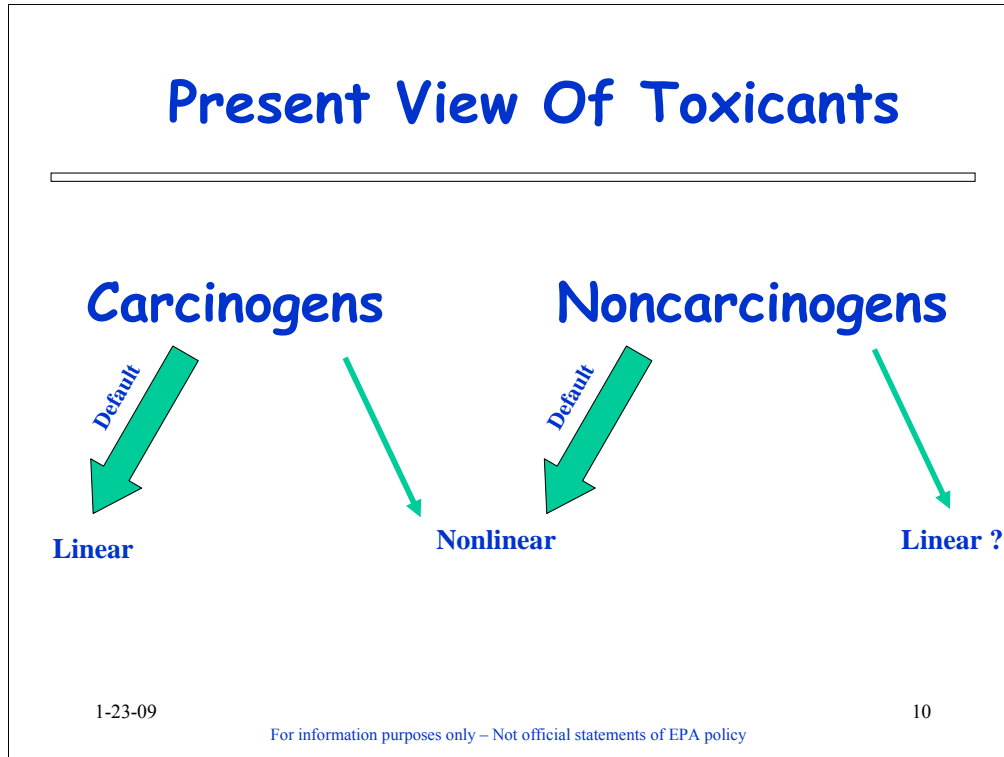 Present View Of Toxicants
Carcinogens Noncarcinogens
Default Default
Linear Nonlinear Linear ?
1-23-09 10
For information purposes only – Not official statements of EPA policy